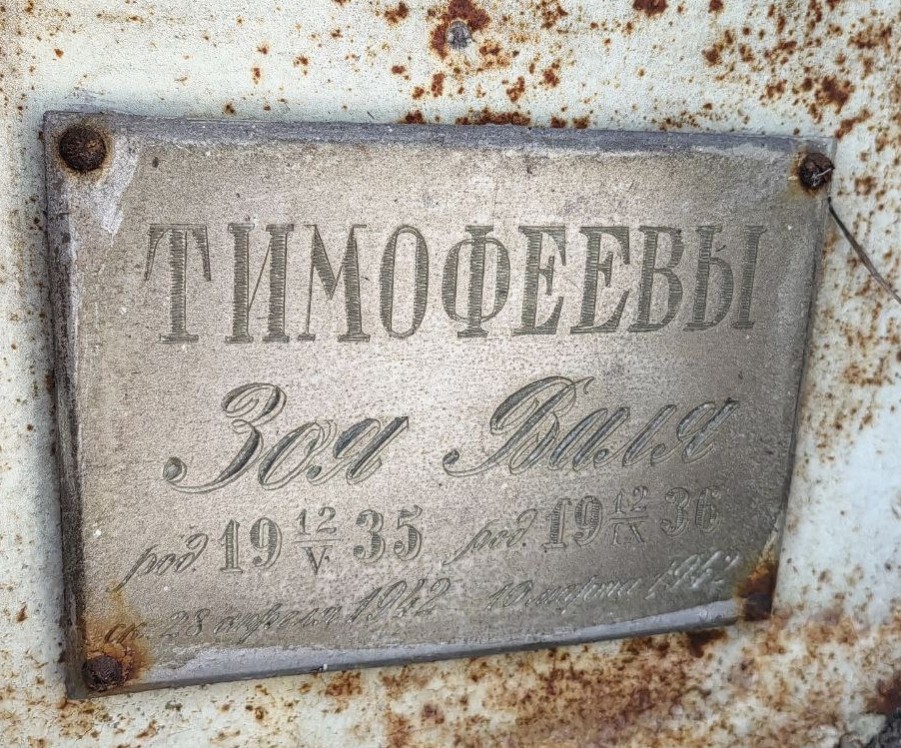 ТИМОФЕЕВЫ
Зоя Валя
род 19 12/V 35 род. 19 12/IX 36
ск. 28 апреля 1942 10 марта 1942